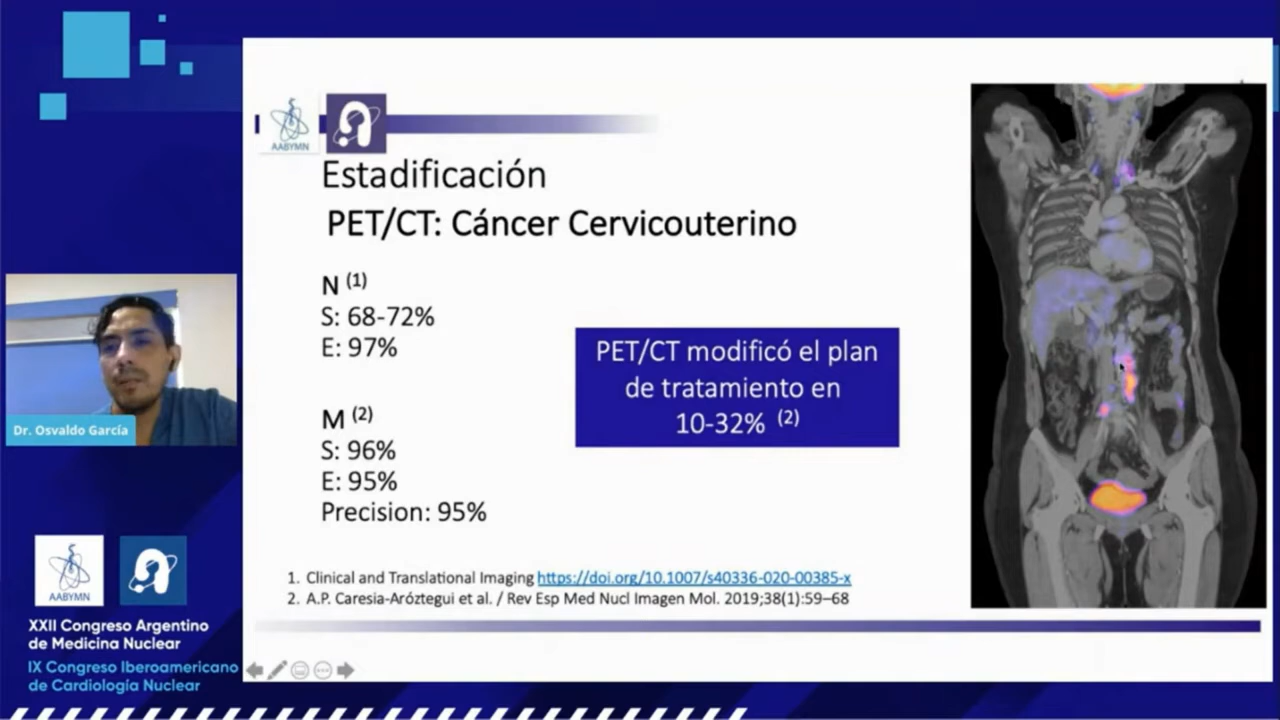 AABYMN
Estadificación
PET/CT: Cáncer Cervicouterino
N (1)
S: 68-72%
E: 97%
M (2)
S: 96%
E: 95%
Precision: 95%
PET/CT modificó el plan
de tratamiento en
10-32% (2)
1. Clinical and Translational Imaging https://doi.org/10.1007/s40336-020-00385-x
2. A.P. Caresia-Aróztegui et al. / Rev Esp Med Nucl Imagen Mol. 2019;38(1):59–68
Dr. Osvaldo García
AABYMN
XXII Congreso Argentino
de Medicina Nuclear
IX Congreso Iberoamericano
de Cardiología Nuclear